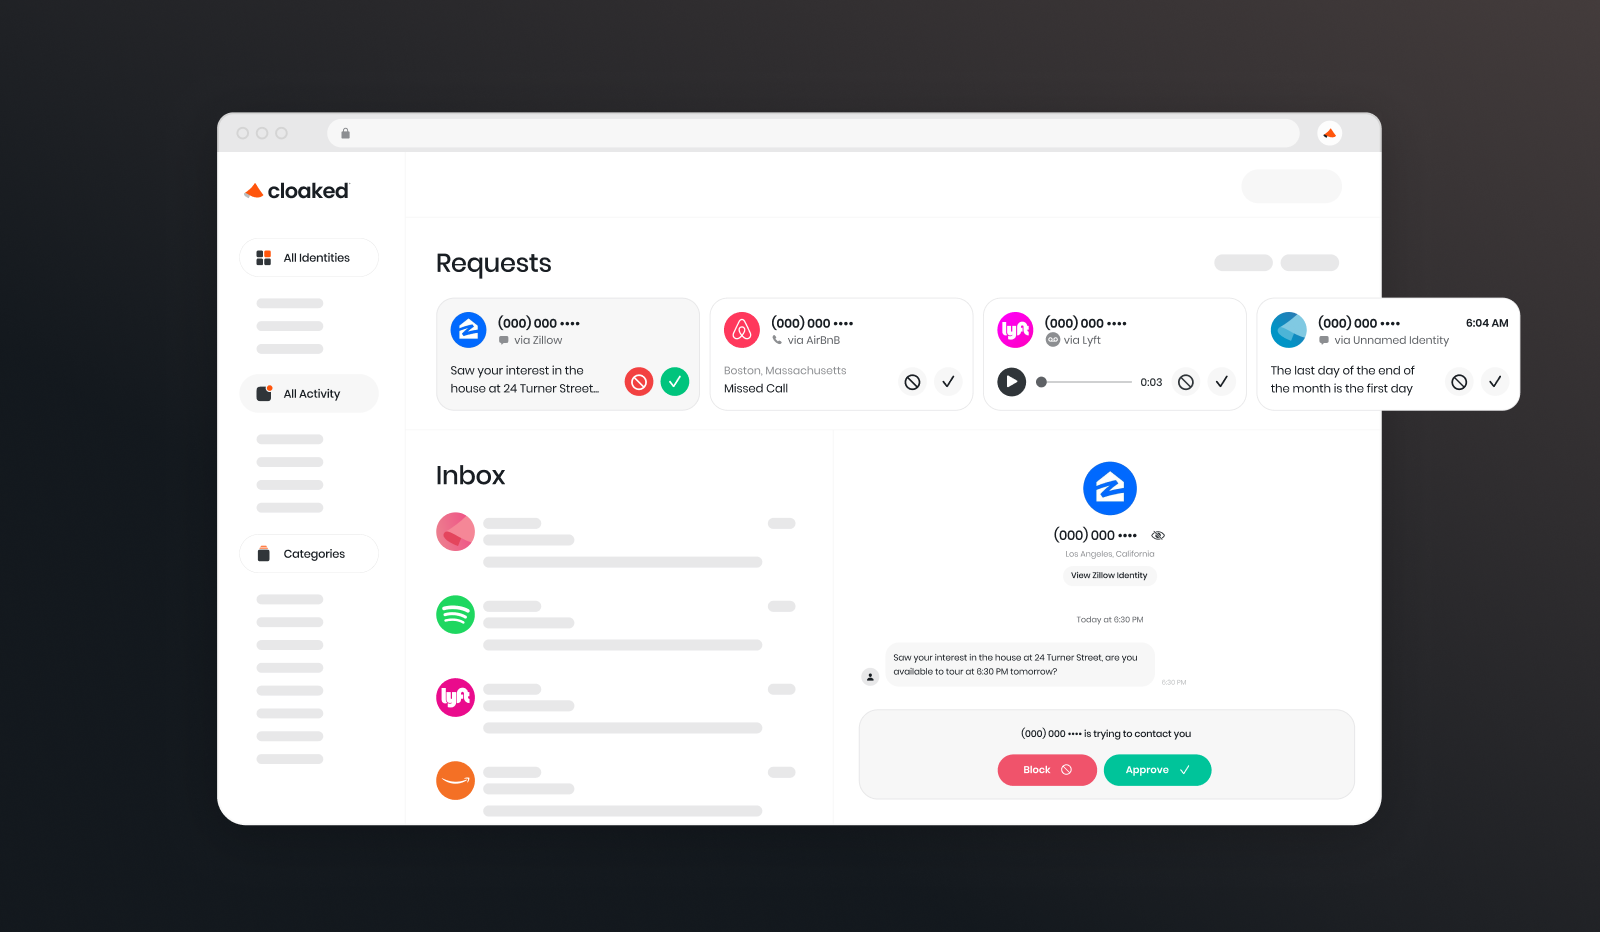 cloaked
All Identities
All Activity
Categories
Requests
(000) 000 ••••
via Zillow
Saw your interest in the
house at 24 Turner Street...
(000) 000 ••••
via AirBnB
Boston, Massachusetts
Missed Call
lyft
(000) 000 ••••
via Lyft
0:03
(000) 000 ••••
6:04 AM
via Unnamed Identity
The last day of the end of
the month is the first day
Inbox
lyft
(000) 000 ••••
Los Angeles, California
View Zillow Identity
Today at 6:30 PM
Saw your interest in the house at 24 Turner Street, are you
available to tour at 6:30 PM tomorrow?
6:30 PM
(000) 000 •••• is trying to contact you
Block
Approve